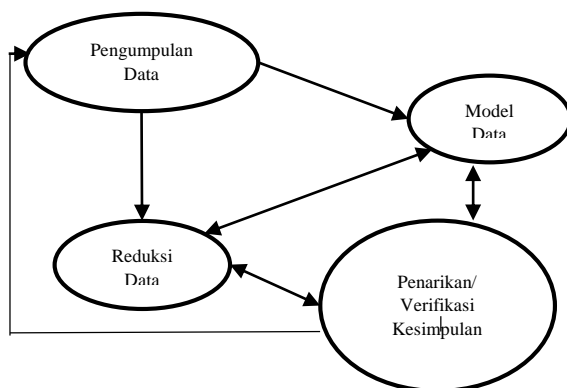 Pengumpulan
Data
Model
Data
Reduksi
Data
Penarikan/
Verifikasi
Kesimpulan